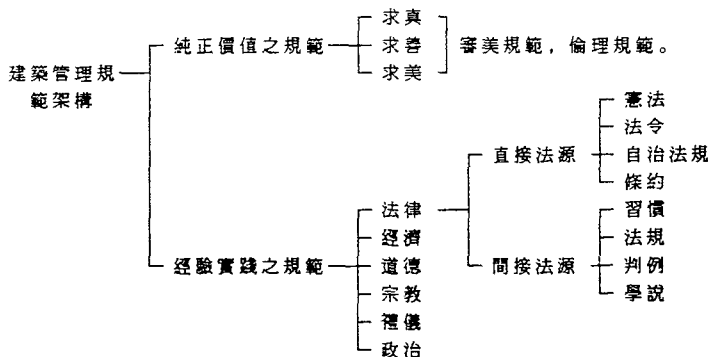 建築管理規
範架構
純正價值之規範
求真
求善
求美
審美規範，倫理規範。
經驗實踐之規範
法律
經濟
道德
宗教
禮儀
政治
直接法源
憲法
法令
自治法規
條約
間接法源
習慣
法規
判例
學說